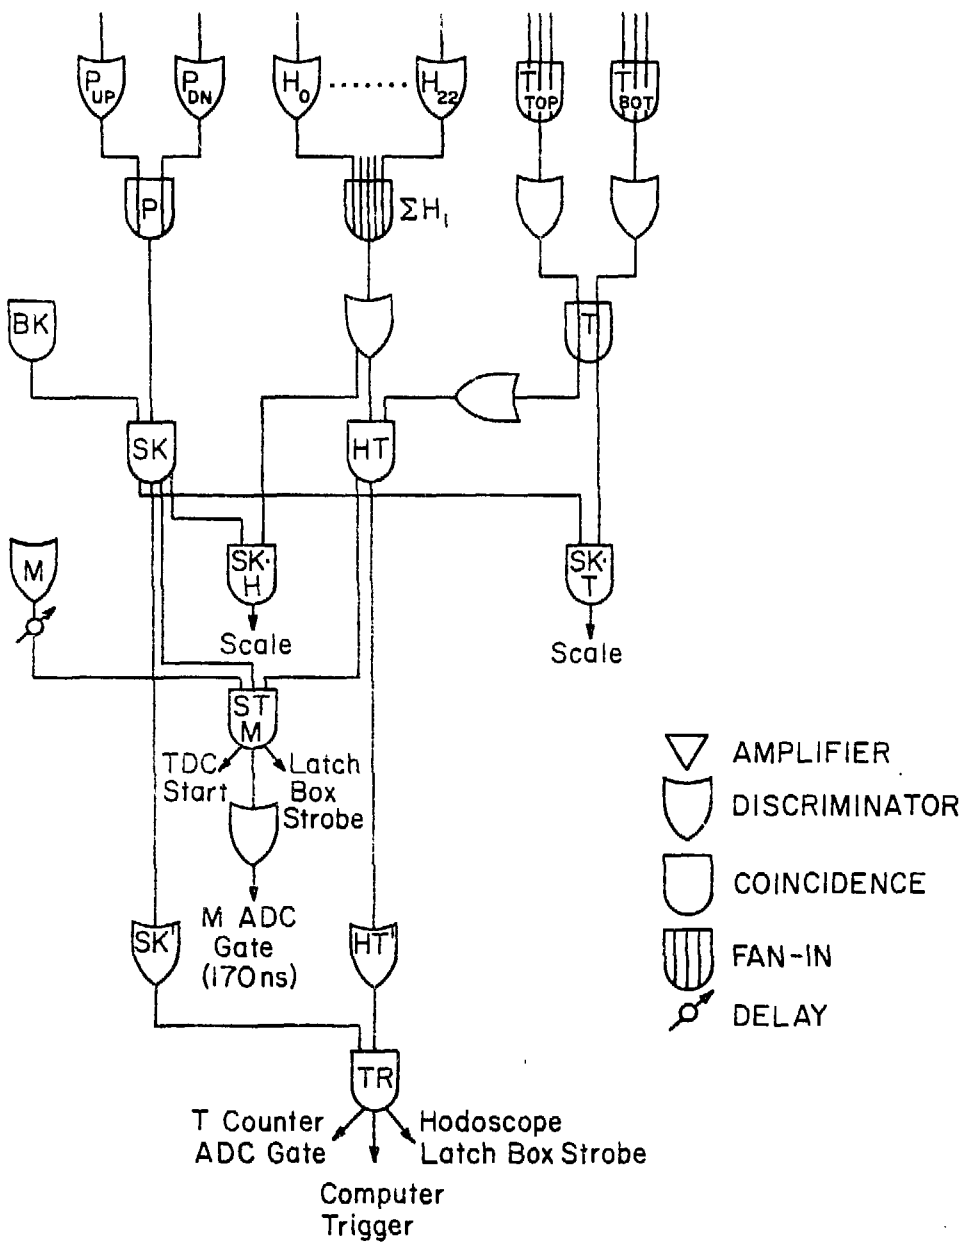 P UP
P DN
H 0
H 22
T TOP
T BOT
P
ΣH i
BK
T
SK
HT
M
SK·
H
SK·
T
Scale
Scale
ST
M
TDC
Start
Latch
Box
Strobe
M ADC
Gate
(170ns)
SK'
HT'
TR
T Counter
ADC Gate
Hodoscope
Latch Box Strobe
Computer
Trigger
AMPLIFIER
DISCRIMINATOR
COINCIDENCE
FAN-IN
DELAY